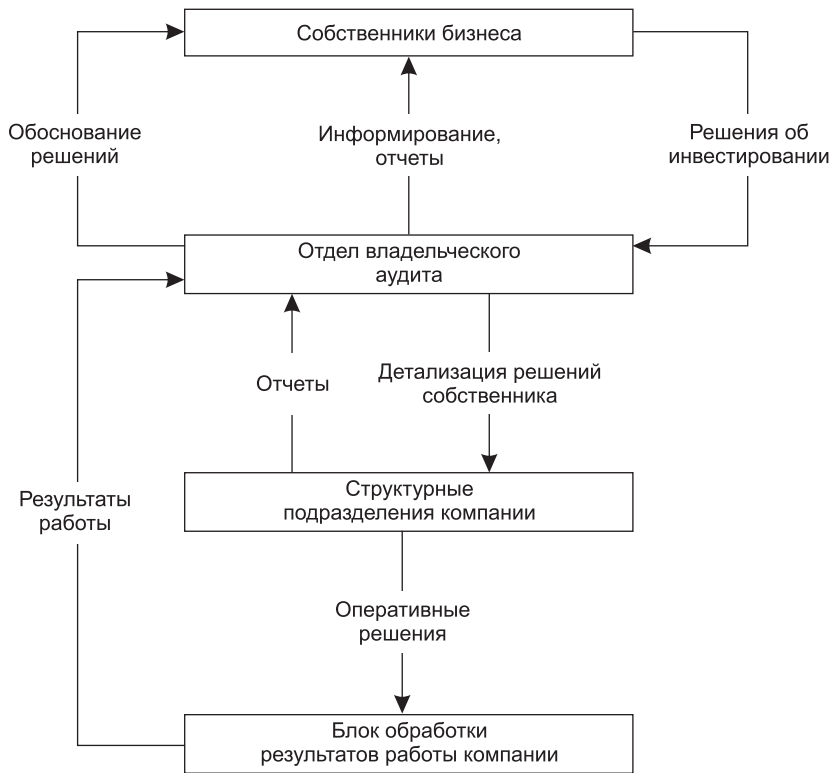 Собственники бизнеса
Обоснование
решений
Информирование,
отчеты
Решения об
инвестировании
Отдел владельческого
аудита
Отчеты
Детализация решений
собственника
Результаты
работы
Структурные
подразделения компании
Оперативные
решения
Блок обработки
результатов работы компании